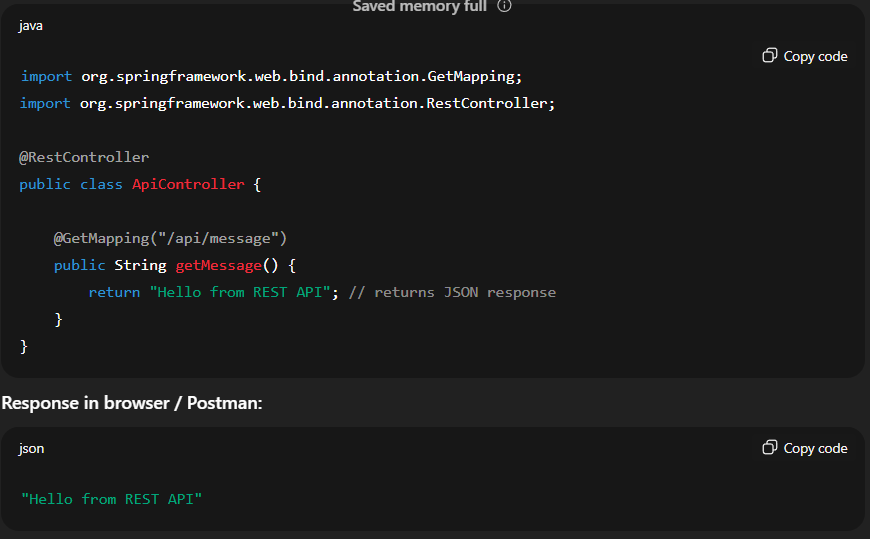 Saved memory full
java
Copy code
import org.springframework.web.bind.annotation.GetMapping;
import org.springframework.web.bind.annotation.RestController;
@RestController
public class ApiController {
@GetMapping("/api/message")
public String getMessage() {
return "Hello from REST API"; // returns JSON response
}
}
Response in browser / Postman:
json
Copy code
"Hello from REST API"